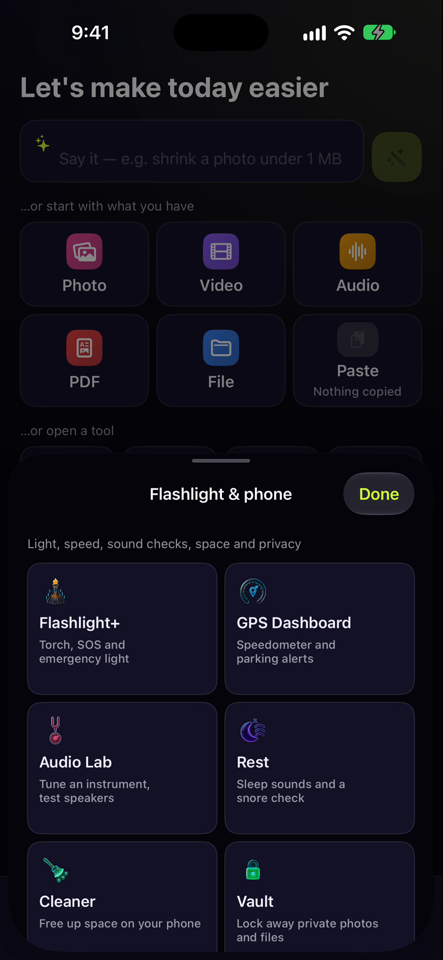 9:41
Let's make today easier
Say it — e.g. shrink a photo under 1 MB
...or start with what you have
Photo
Video
Audio
PDF
File
Paste
Nothing copied
...or open a tool
Flashlight & phone
Done
Light, speed, sound checks, space and privacy
Flashlight+
Torch, SOS and
emergency light
GPS Dashboard
Speedometer and
parking alerts
Audio Lab
Tune an instrument,
test speakers
Rest
Sleep sounds and a
snore check
Cleaner
Free up space on your phone
Vault
Lock away private photos
and files